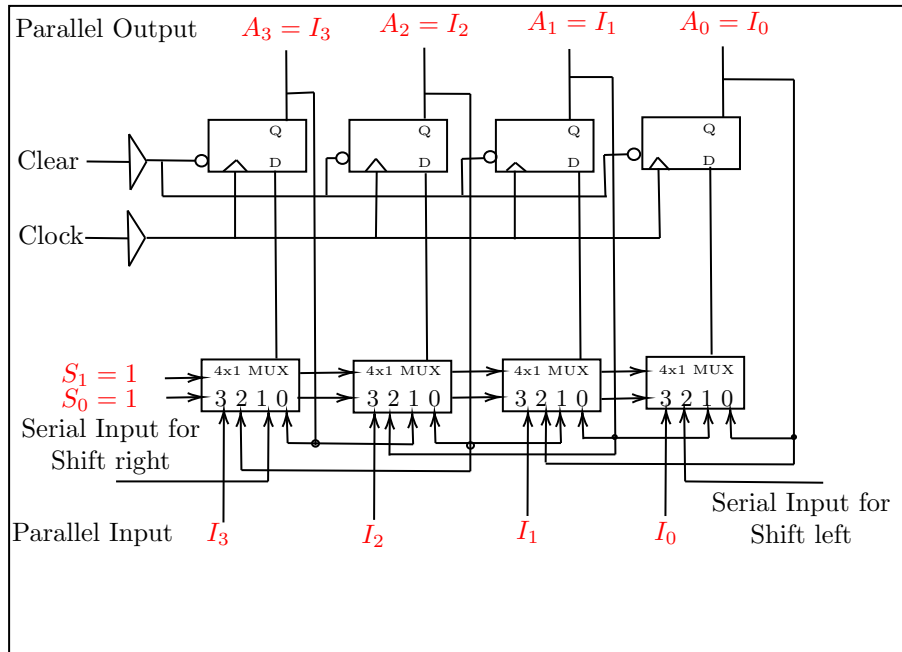 Parallel Output
A₃ = I₃
A₂ = I₂
A₁ = I₁
A₀ = I₀
Q
Q
Q
Q
Clear
D
D
D
D
Clock
S₁ = 1
S₀ = 1
4x1 MUX
4x1 MUX
4x1 MUX
4x1 MUX
3 2 1 0
3 2 1 0
3 2 1 0
3 2 1 0
Serial Input for
Shift right
Serial Input for
Shift left
Parallel Input
I₃
I₂
I₁
I₀